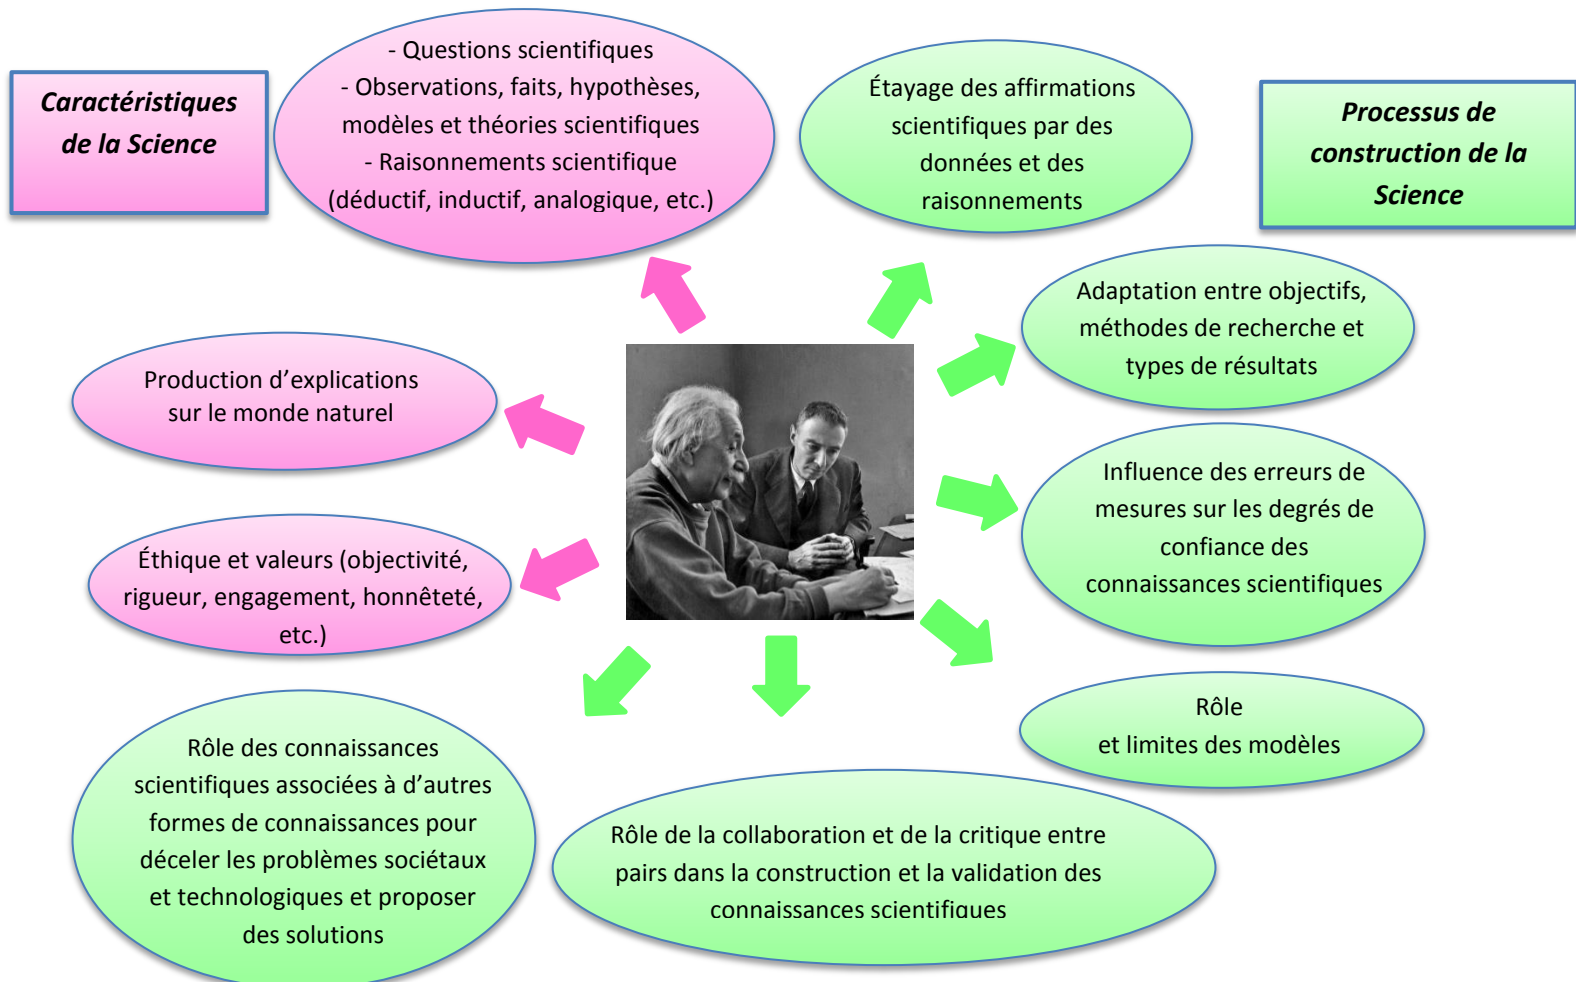 Caractéristiques
de la Science
- Questions scientifiques
- Observations, faits, hypothèses,
modèles et théories scientifiques
- Raisonnements scientifique
(déductif, inductif, analogique, etc.)
Étayage des affirmations
scientifiques par des
données et des
raisonnements
Processus de
construction de la
Science
Adaptation entre objectifs,
méthodes de recherche et
types de résultats
Production d’explications
sur le monde naturel
Influence des erreurs de
mesures sur les degrés de
confiance des
connaissances scientifiques
Éthique et valeurs (objectivité,
rigueur, engagement, honnêteté,
etc.)
Rôle
et limites des modèles
Rôle des connaissances
scientifiques associées à d’autres
formes de connaissances pour
déceler les problèmes sociétaux
et technologiques et proposer
des solutions
Rôle de la collaboration et de la critique entre
pairs dans la construction et la validation des
connaissances scientifiques